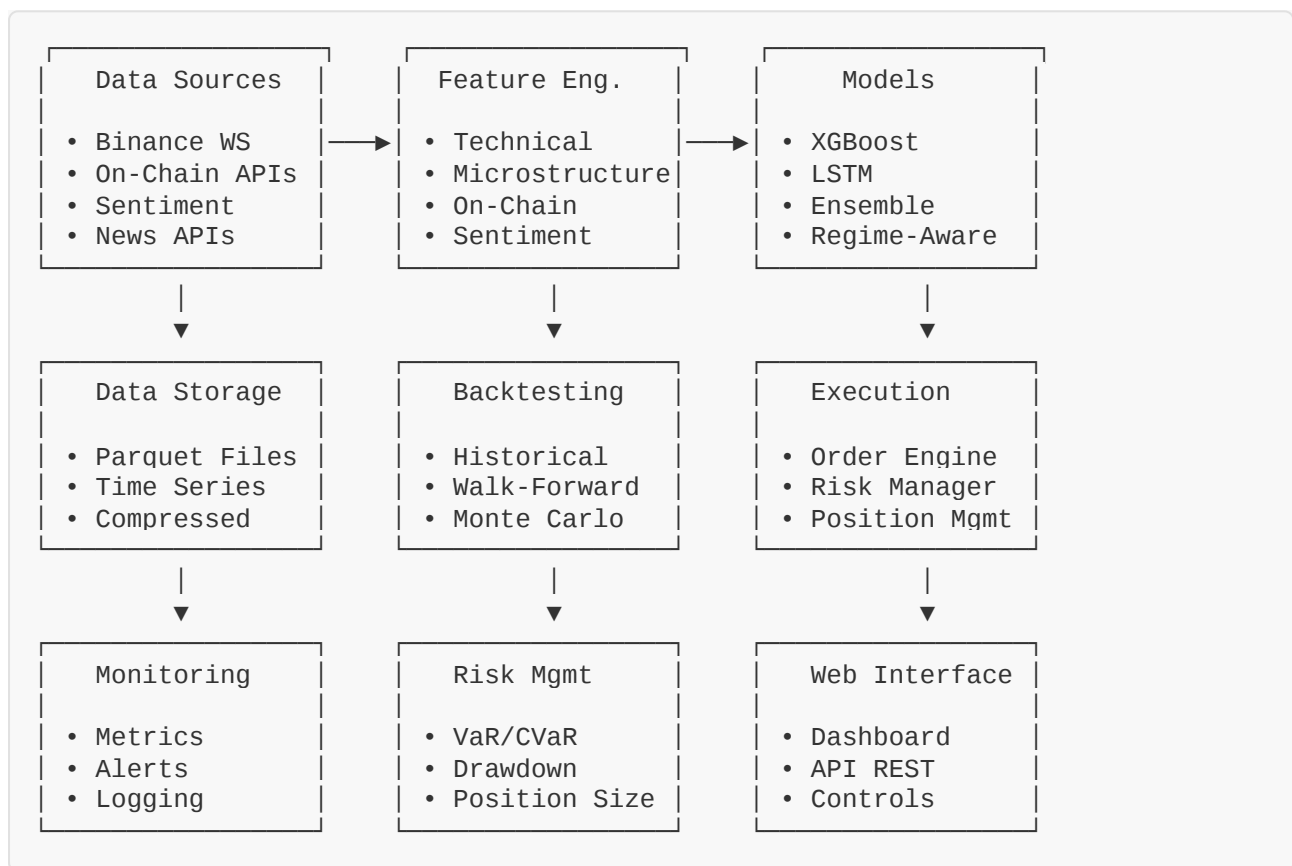 Data Sources
Feature Eng.
Models
• Binance WS
• Technical
• XGBoost
• On-Chain APIs
• Microstructure
• LSTM
• Sentiment
• On-Chain
• Ensemble
• News APIs
• Sentiment
• Regime-Aware
Data Storage
Backtesting
Execution
• Parquet Files
• Historical
• Order Engine
• Time Series
• Walk-Forward
• Risk Manager
• Compressed
• Monte Carlo
• Position Mgmt
Monitoring
Risk Mgmt
Web Interface
• Metrics
• VaR/CVaR
• Dashboard
• Alerts
• Drawdown
• API REST
• Logging
• Position Size
• Controls